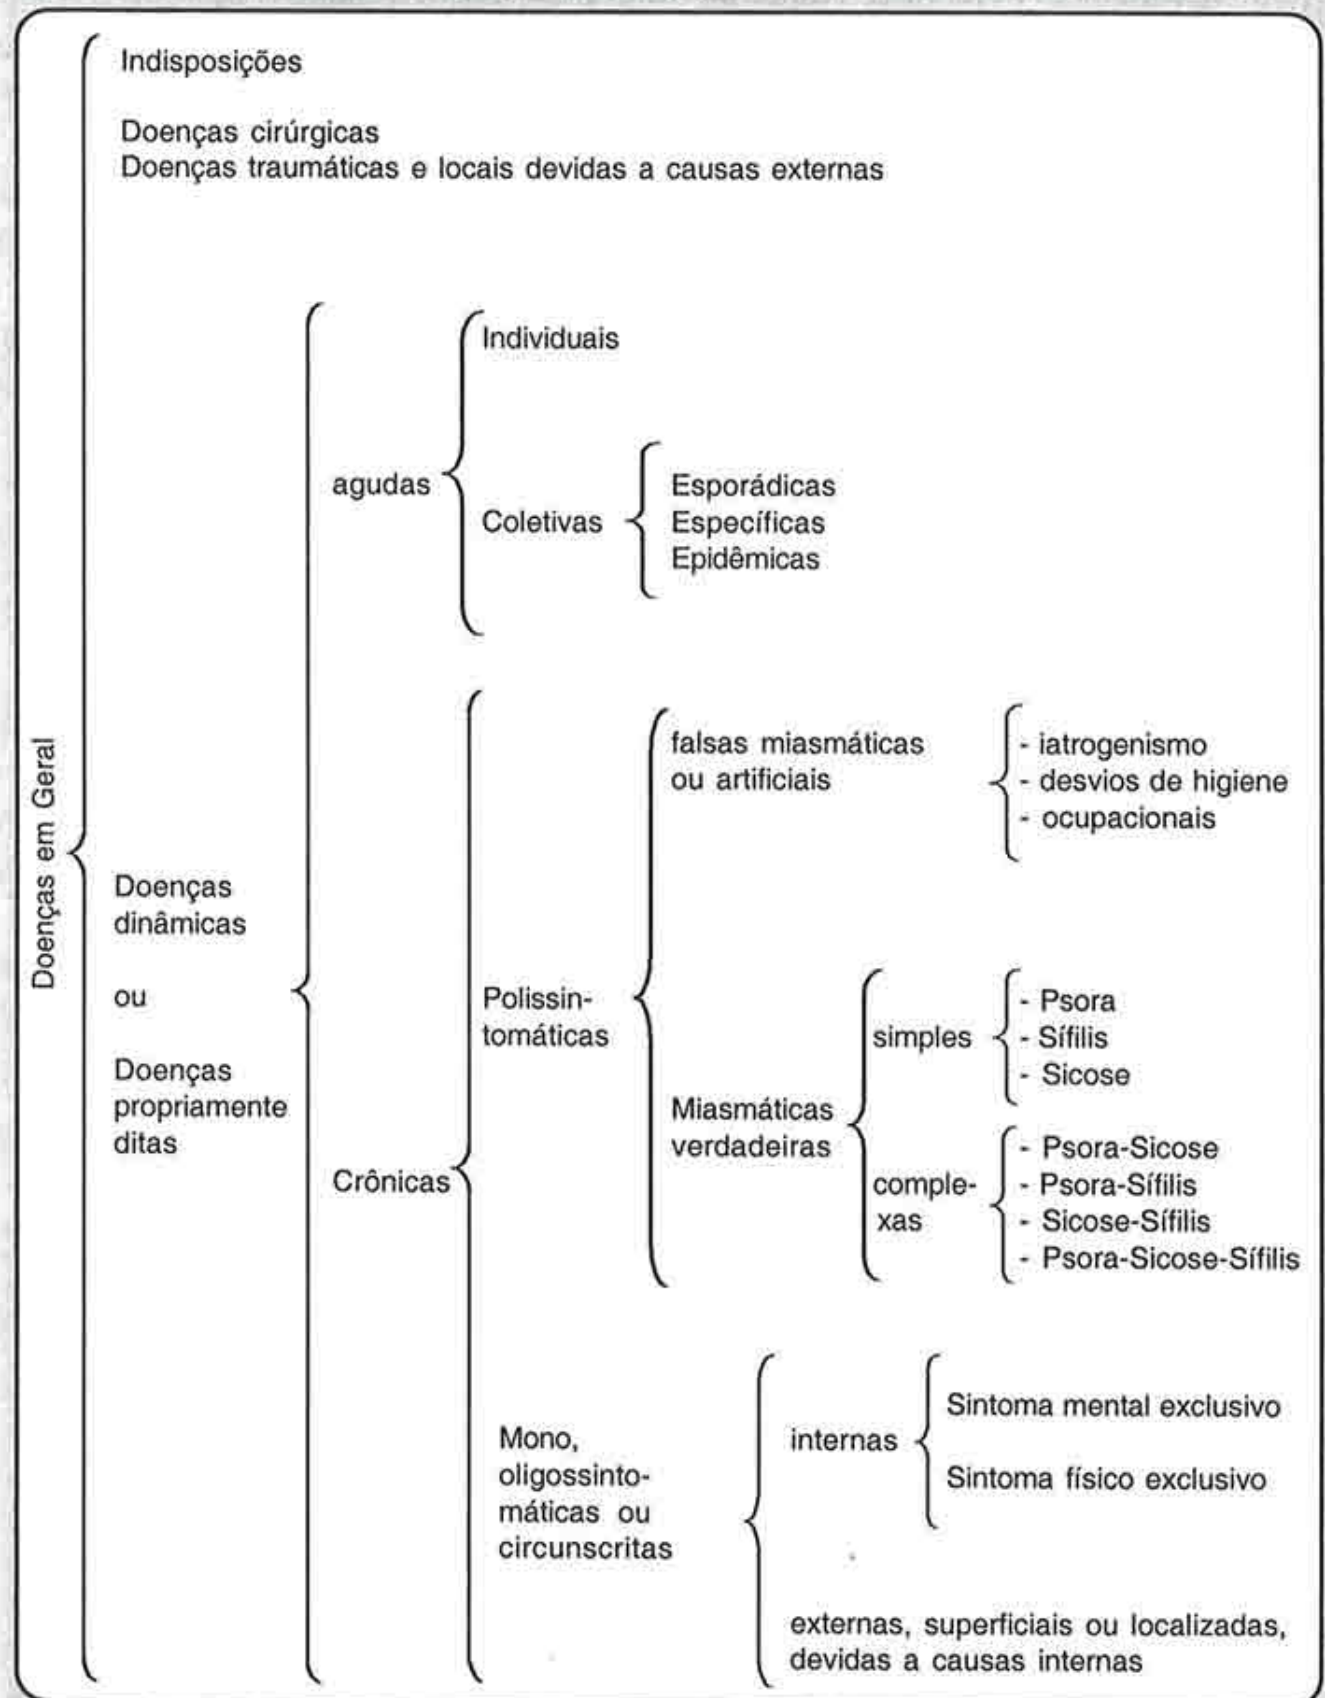 Indisposições
Doenças cirúrgicas
Doenças traumáticas e locais devidas a causas externas
Doenças em Geral
Doenças
dinâmicas
ou
Doenças
propriamente
ditas
agudas
Individuais
Coletivas
Esporádicas
Específicas
Epidêmicas
Crônicas
Polissin-
tomáticas
falsas miasmáticas
ou artificiais
- iatrogenismo
- desvios de higiene
- ocupacionais
Miasmáticas
verdadeiras
simples
- Psora
- Sífilis
- Sicose
comple-
xas
- Psora-Sicose
- Psora-Sífilis
- Sicose-Sífilis
- Psora-Sicose-Sífilis
Mono,
oligossinto-
máticas ou
circunscritas
internas
Sintoma mental exclusivo
Sintoma físico exclusivo
externas, superficiais ou localizadas,
devidas a causas internas